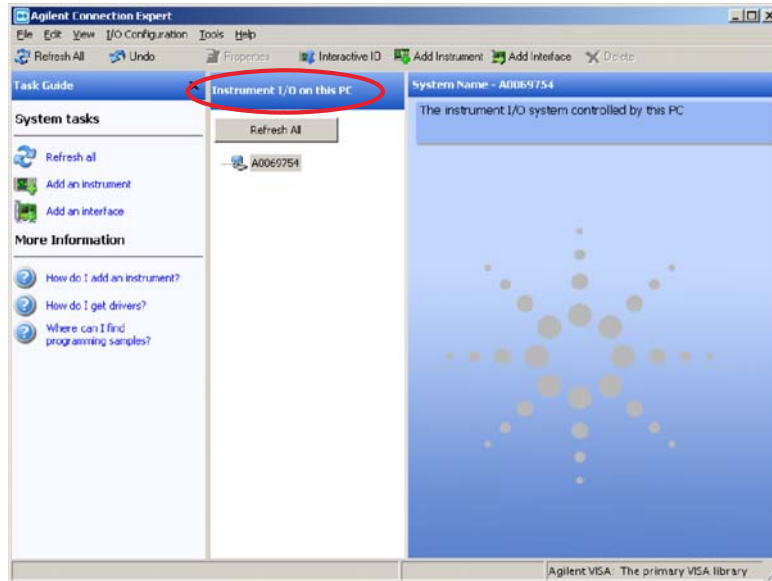 Agilent Connection Expert
File Edit View I/O Configuration Tools Help
Refresh All Undo Properties Interactive IO Add Instrument Add Interface Delete
Task Guide
Instrument I/O on this PC
System Name - A0069754
System tasks
Refresh all
Add an instrument
Add an interface
More Information
How do I add an instrument?
How do I get drivers?
Where can I find
programming samples?
Refresh All
A0069754
The instrument I/O system controlled by this PC
Agilent VISA: The primary VISA library